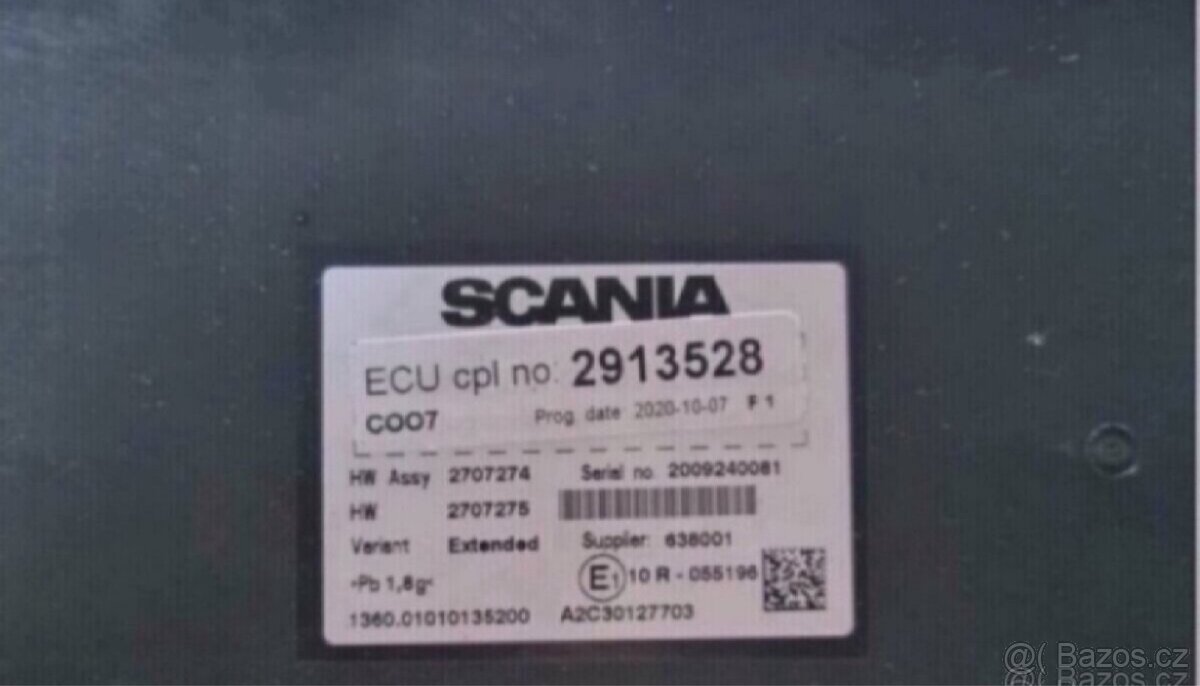 SCANIA
ECU cpl no: 2913528
COO7 Prog. date 2020-10-07 F 1
HW Assy 2707274 Serial no. 2009240081
HW 2707275
Variant Extended Supplier: 638001
-Pb 1,8g- E1 10 R - 055196
1360.01010135200 A2C30127703
@( Bazos.cz
@( Bazos.cz